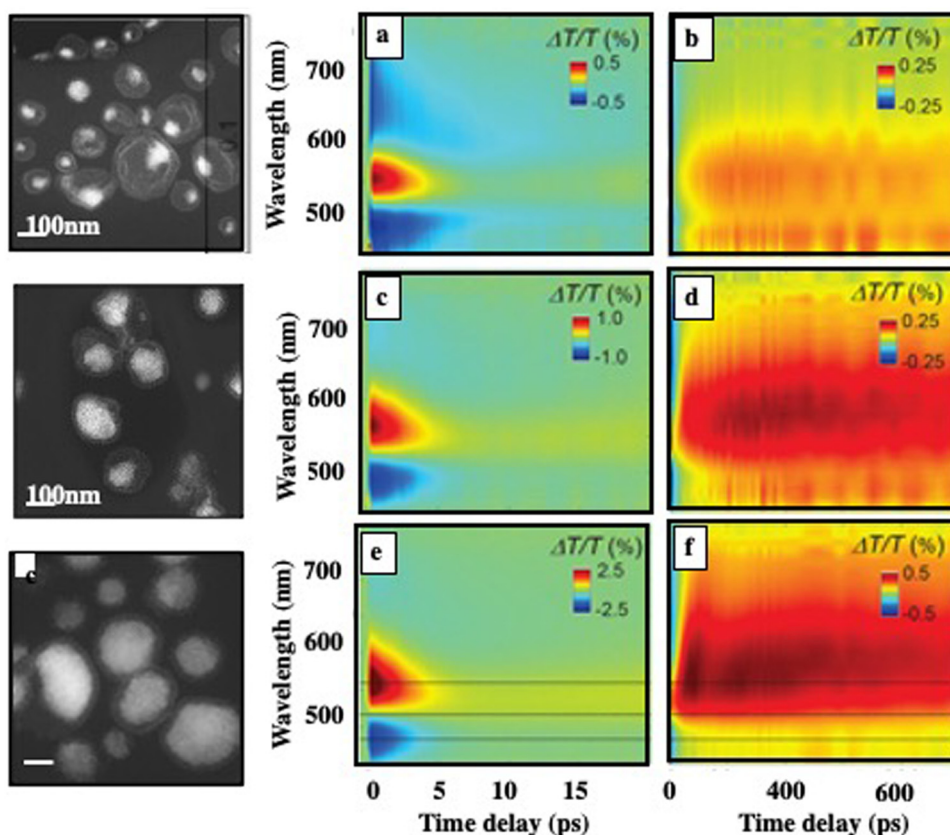 a
ΔT/T (%)
0.5
-0.5
b
ΔT/T (%)
0.25
-0.25
Wavelength (nm)
700
600
500
100nm
c
ΔT/T (%)
1.0
-1.0
d
ΔT/T (%)
0.25
-0.25
Wavelength (nm)
700
600
500
100nm
e
ΔT/T (%)
2.5
-2.5
f
ΔT/T (%)
0.5
-0.5
Wavelength (nm)
700
600
500
0 5 10 15
0 400 600
Time delay (ps)
Time delay (ps)